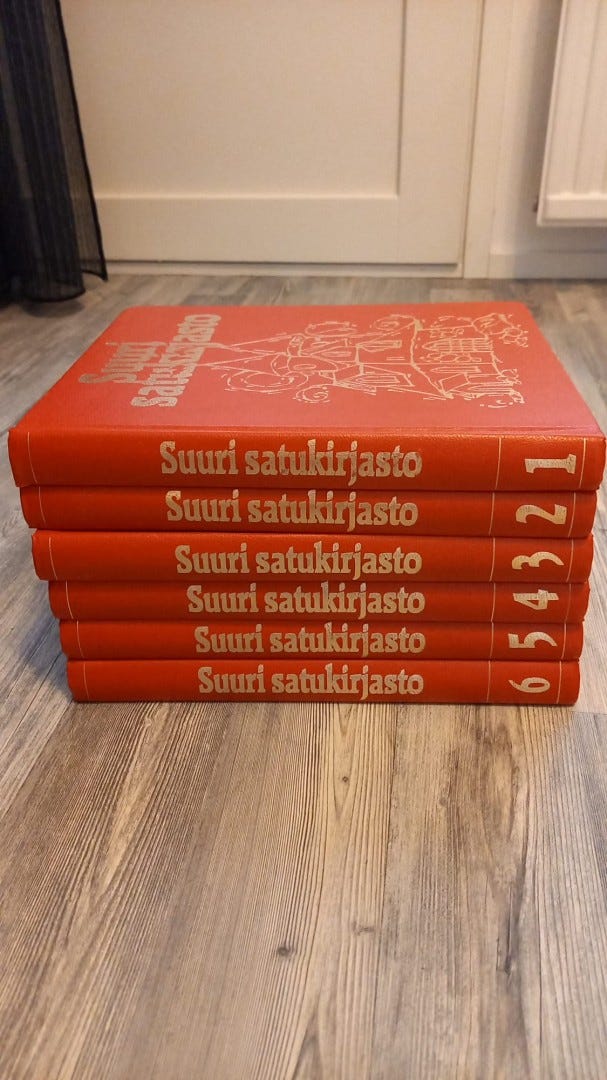 Suuri
satukirjasto
Suuri satukirjasto 1
Suuri satukirjasto 2
Suuri satukirjasto 3
Suuri satukirjasto 4
Suuri satukirjasto 5
Suuri satukirjasto 6